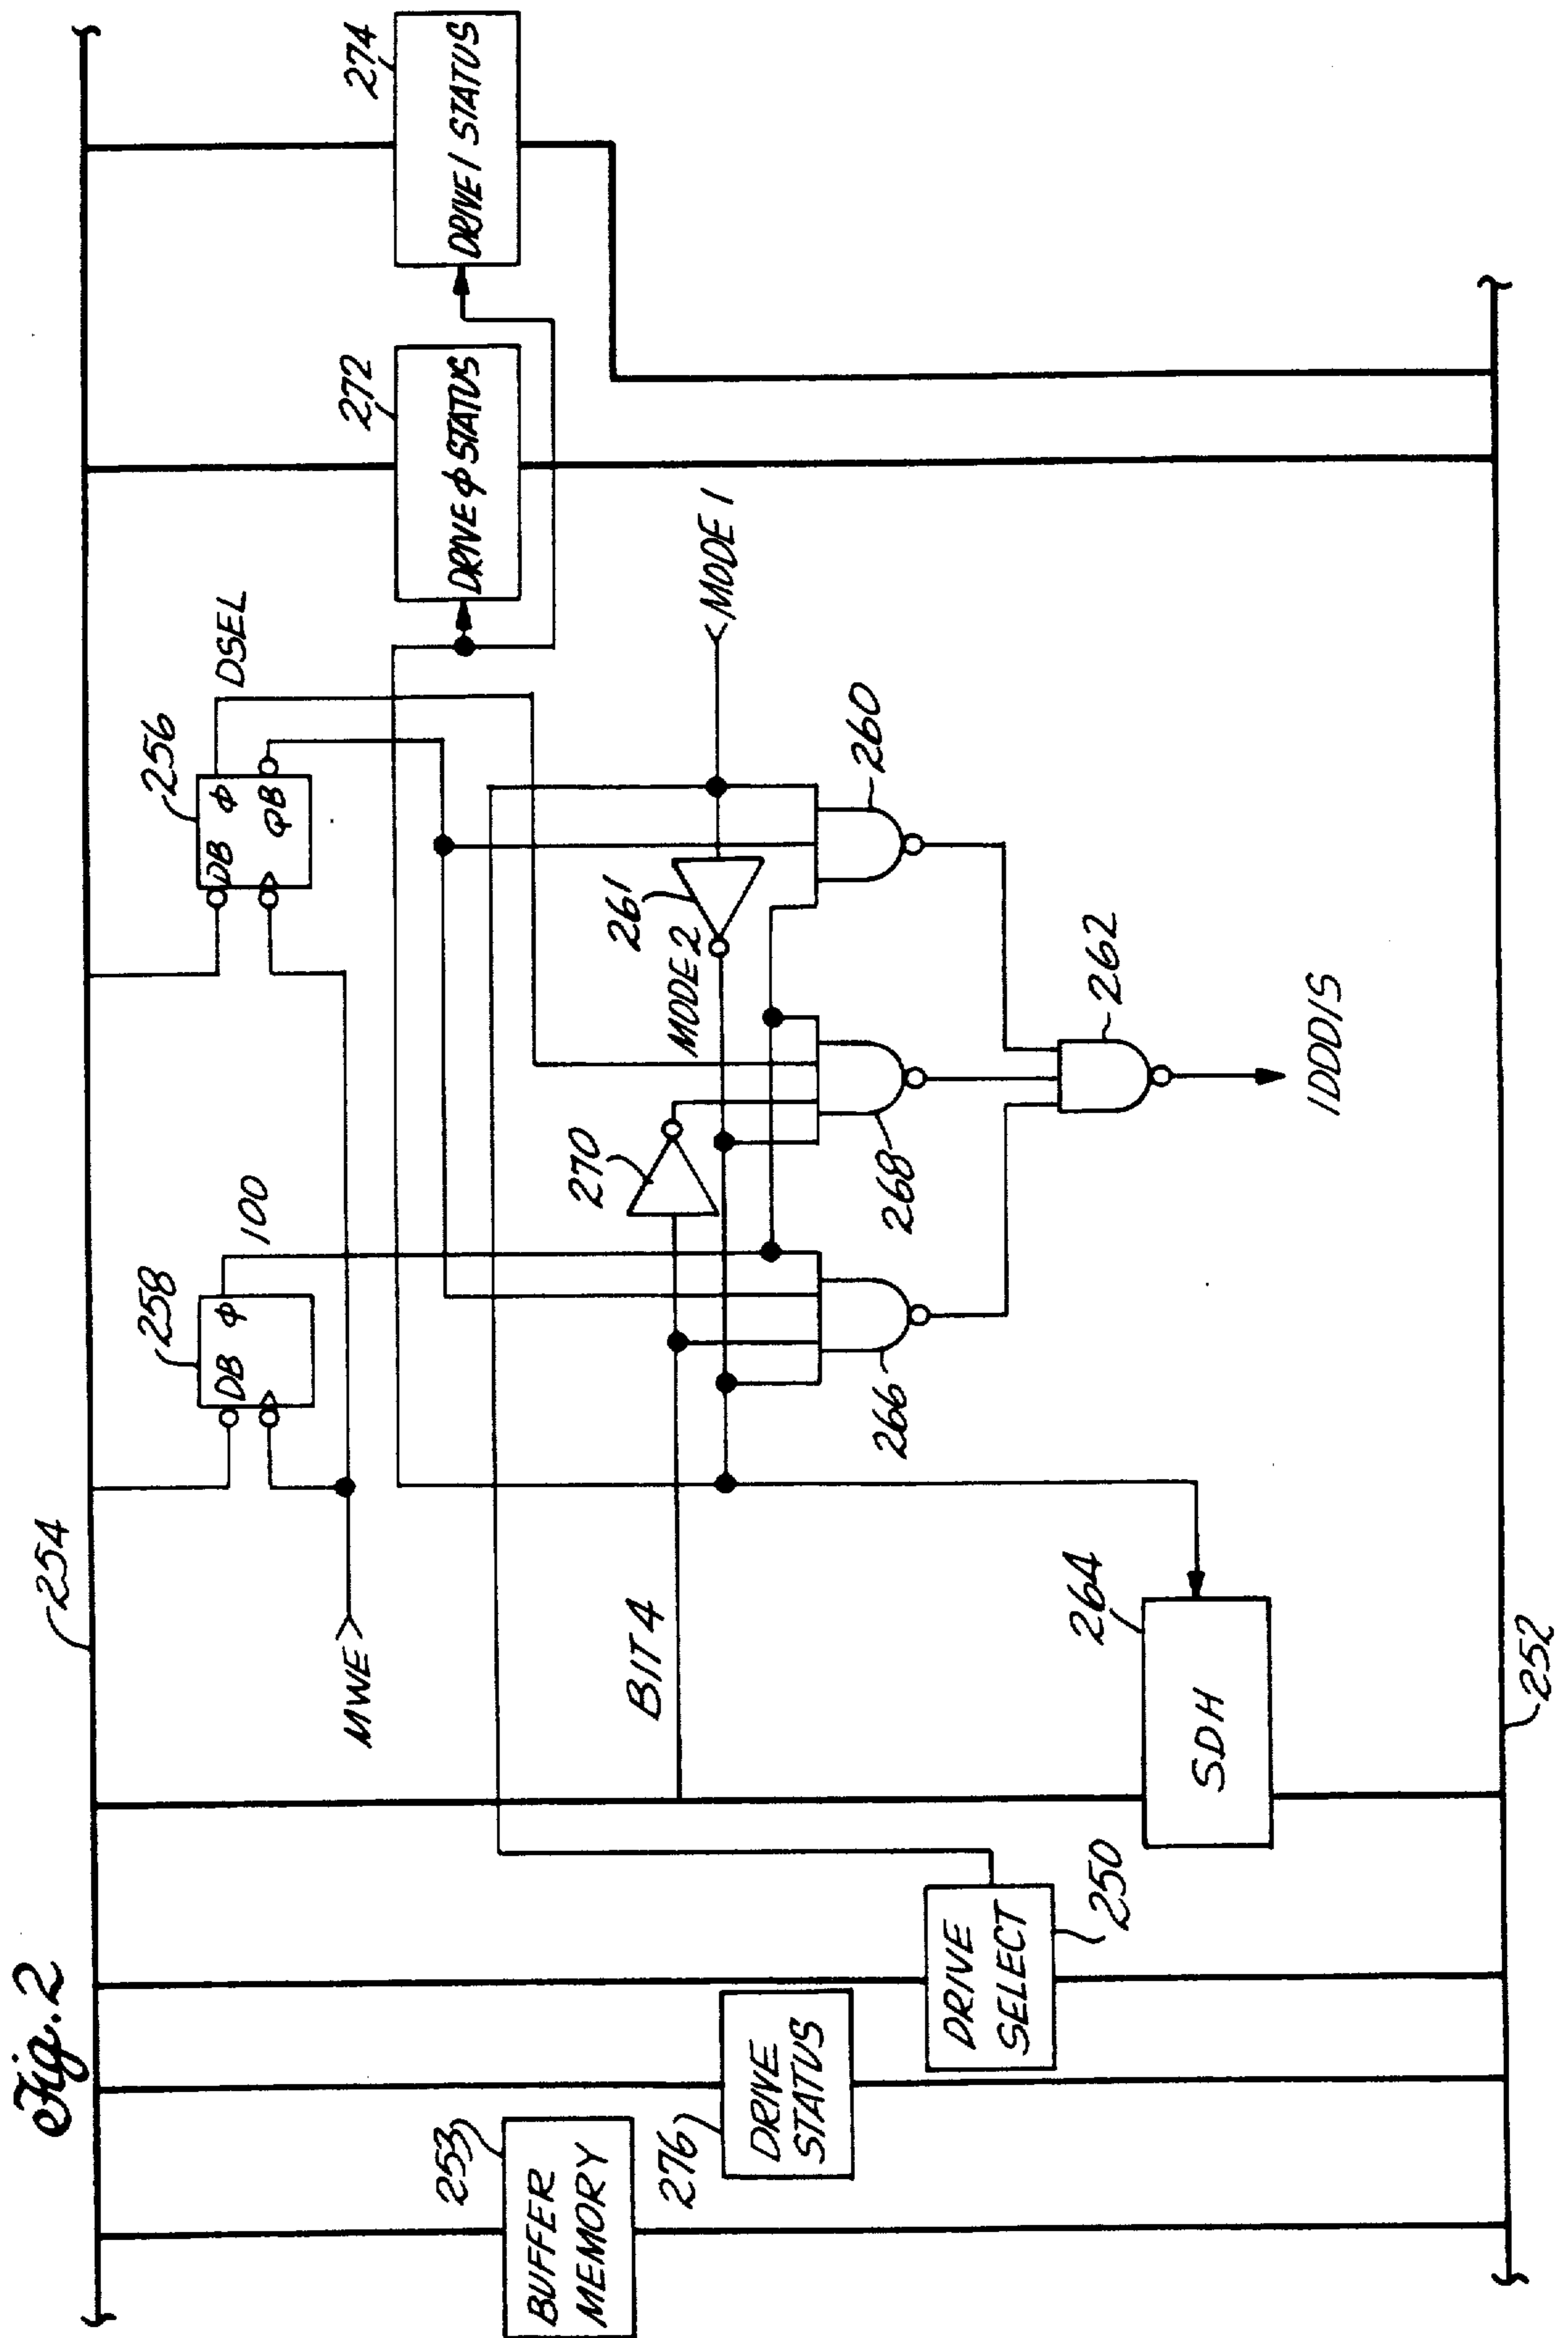 Fig. 2
254
258
100
256
DSEL
272
274
DB
Φ
DB
Φ
QB
DRIVE Φ STATUS
DRIVE 1 STATUS
MWE
BIT 4
270
261
MODE 2
MODE 1
253
BUFFER
MEMORY
276
DRIVE
STATUS
DRIVE
SELECT
250
264
SDH
266
268
260
262
IDDDIS
252